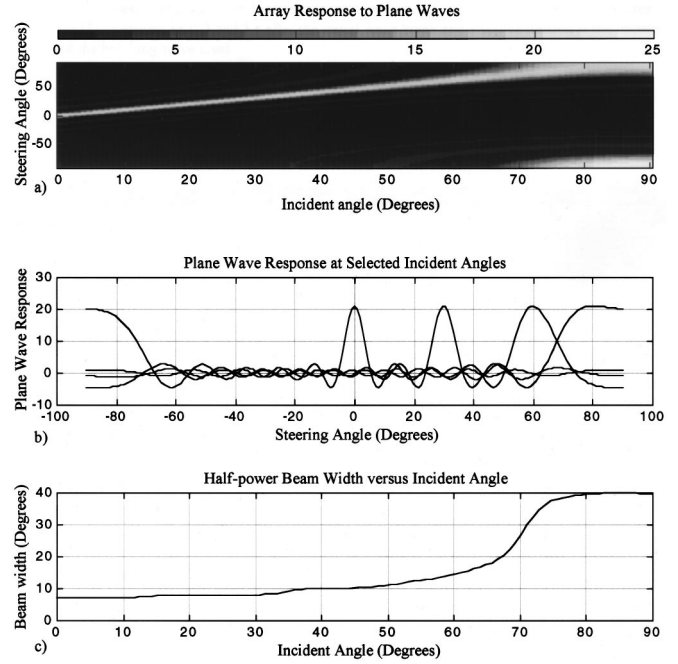 Array Response to Plane Waves
0 5 10 15 20 25
Steering Angle (Degrees)
50
0
-50
0 10 20 30 40 50 60 70 80 90
a)
Incident angle (Degrees)
Plane Wave Response at Selected Incident Angles
Plane Wave Response
30
20
10
0
-10
-100 -80 -60 -40 -20 0 20 40 60 80 100
b)
Steering Angle (Degrees)
Half-power Beam Width versus Incident Angle
Beam width (Degrees)
40
30
20
10
0
0 10 20 30 40 50 60 70 80 90
c)
Incident Angle (Degrees)